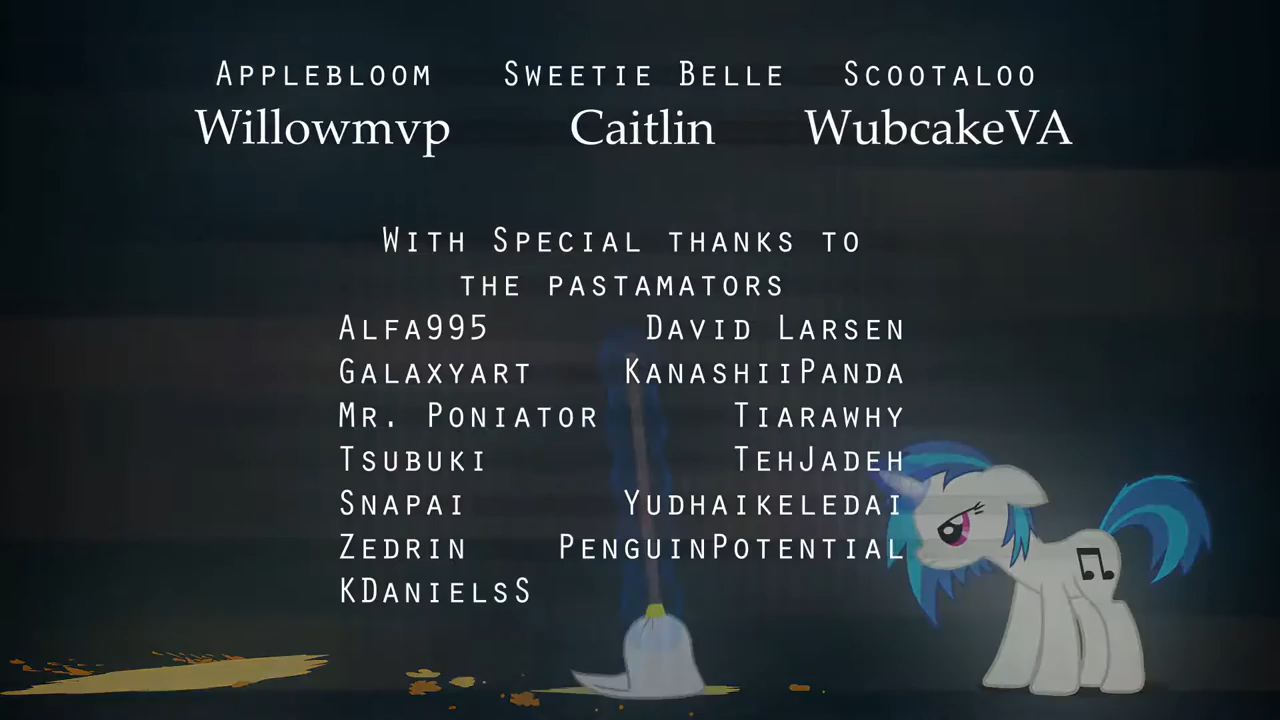 Applebloom Sweetie Belle Scootaloo
Willowmvp Caitlin WubcakeVA
With Special thanks to
the pastamators
Alfa995 David Larsen
Galaxyart KanashiiPanda
Mr. Poniator Tiarawhy
Tsubuki TehJadeh
Snapai Yudhaikeledai
Zedrin PenguinPotential
KDanielsS